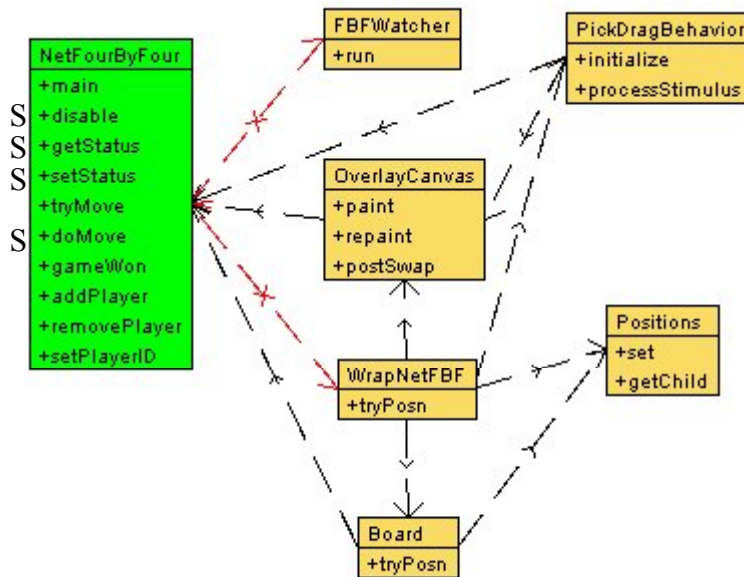 FBFWatcher
+run
PickDragBehavior
+initialize
+processStimulus
NetFourByFour
+main
S +disable
S +getStatus
S +setStatus
+tryMove
S +doMove
+gameWon
+addPlayer
+removePlayer
+setPlayerID
OverlayCanvas
+paint
+repaint
+postSwap
Positions
+set
+getChild
WrapNetFBF
+tryPosn
Board
+tryPosn